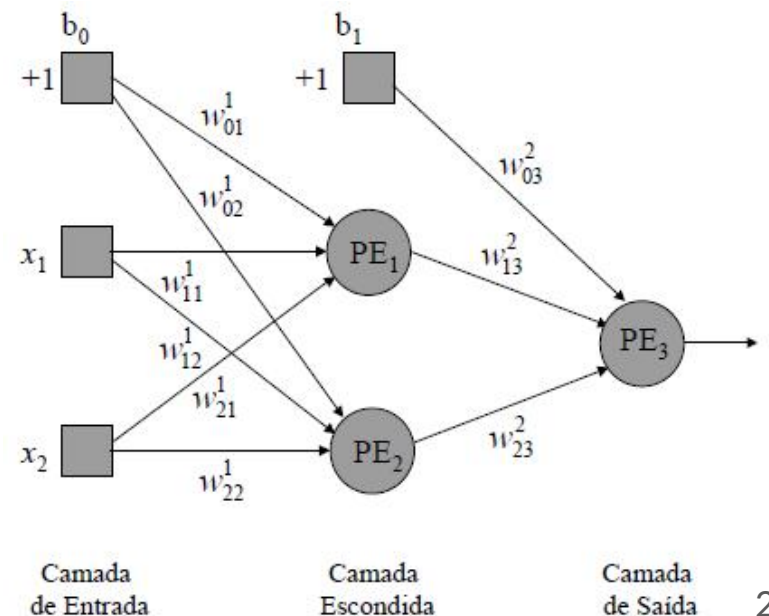 b₀ b₁
+1 +1
w¹₀₁
w²₀₃
w¹₀₂
x₁ PE₁ w²₁₃
w¹₁₁
PE₃
w¹₁₂
w¹₂₁
w²₂₃
x₂ PE₂
w¹₂₂
Camada Camada Camada
de Entrada Escondida de Saída 2